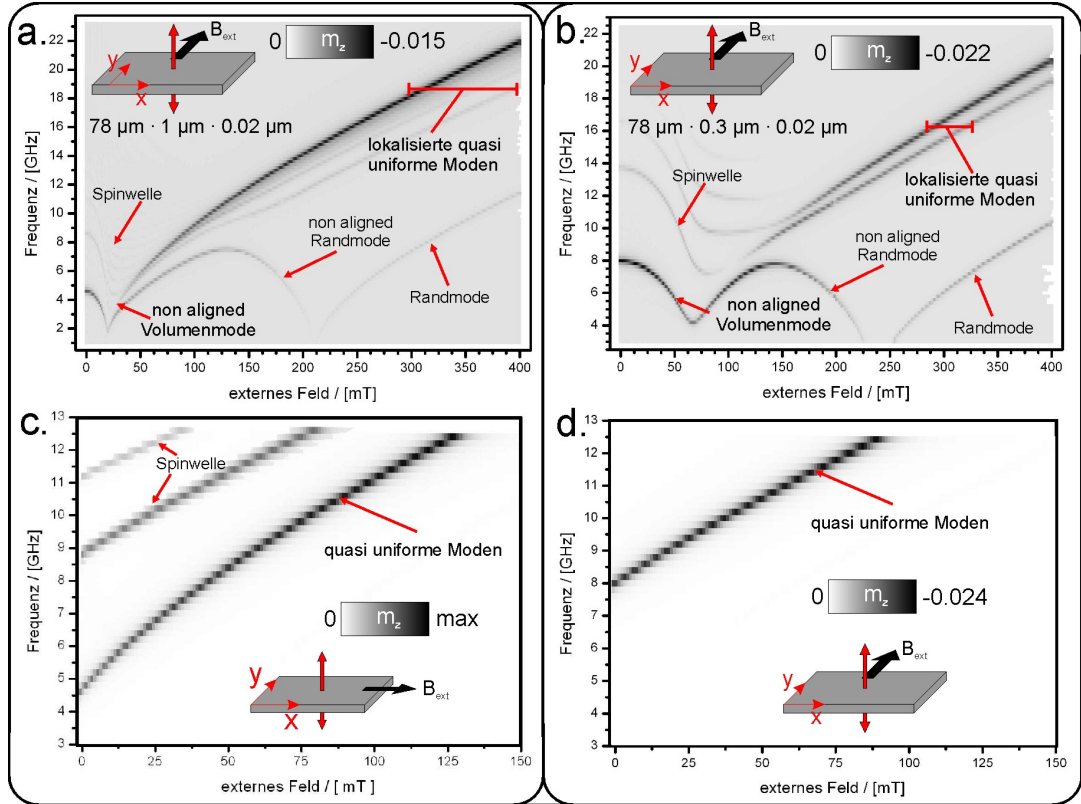 a.
B ext
0 m z -0.015
y
x
78 µm · 1 µm · 0.02 µm
lokalisierte quasi
uniforme Moden
Spinwelle
non aligned
Randmode
Randmode
non aligned
Volumenmode
Frequenz / [GHz]
22
20
18
16
14
12
10
8
6
4
2
0 50 100 150 200 250 300 350 400
externes Feld / [mT]
b.
B ext
0 m z -0.022
y
x
78 µm · 0.3 µm · 0.02 µm
lokalisierte quasi
uniforme Moden
Spinwelle
non aligned
Randmode
Randmode
non aligned
Volumenmode
Frequenz / [GHz]
22
20
18
16
14
12
10
8
6
4
0 50 100 150 200 250 300 350 400
externes Feld / [mT]
c.
Spinwelle
quasi uniforme Moden
0 m z max
y
x
B ext
Frequenz / [GHz]
13
12
11
10
9
8
7
6
5
4
3
0 25 50 75 100 125 150
externes Feld / [ mT ]
d.
quasi uniforme Moden
0 m z -0.024
B ext
y
x
Frequenz / [GHz]
13
12
11
10
9
8
7
6
5
4
3
0 25 50 75 100 125 150
externes Feld / [mT]